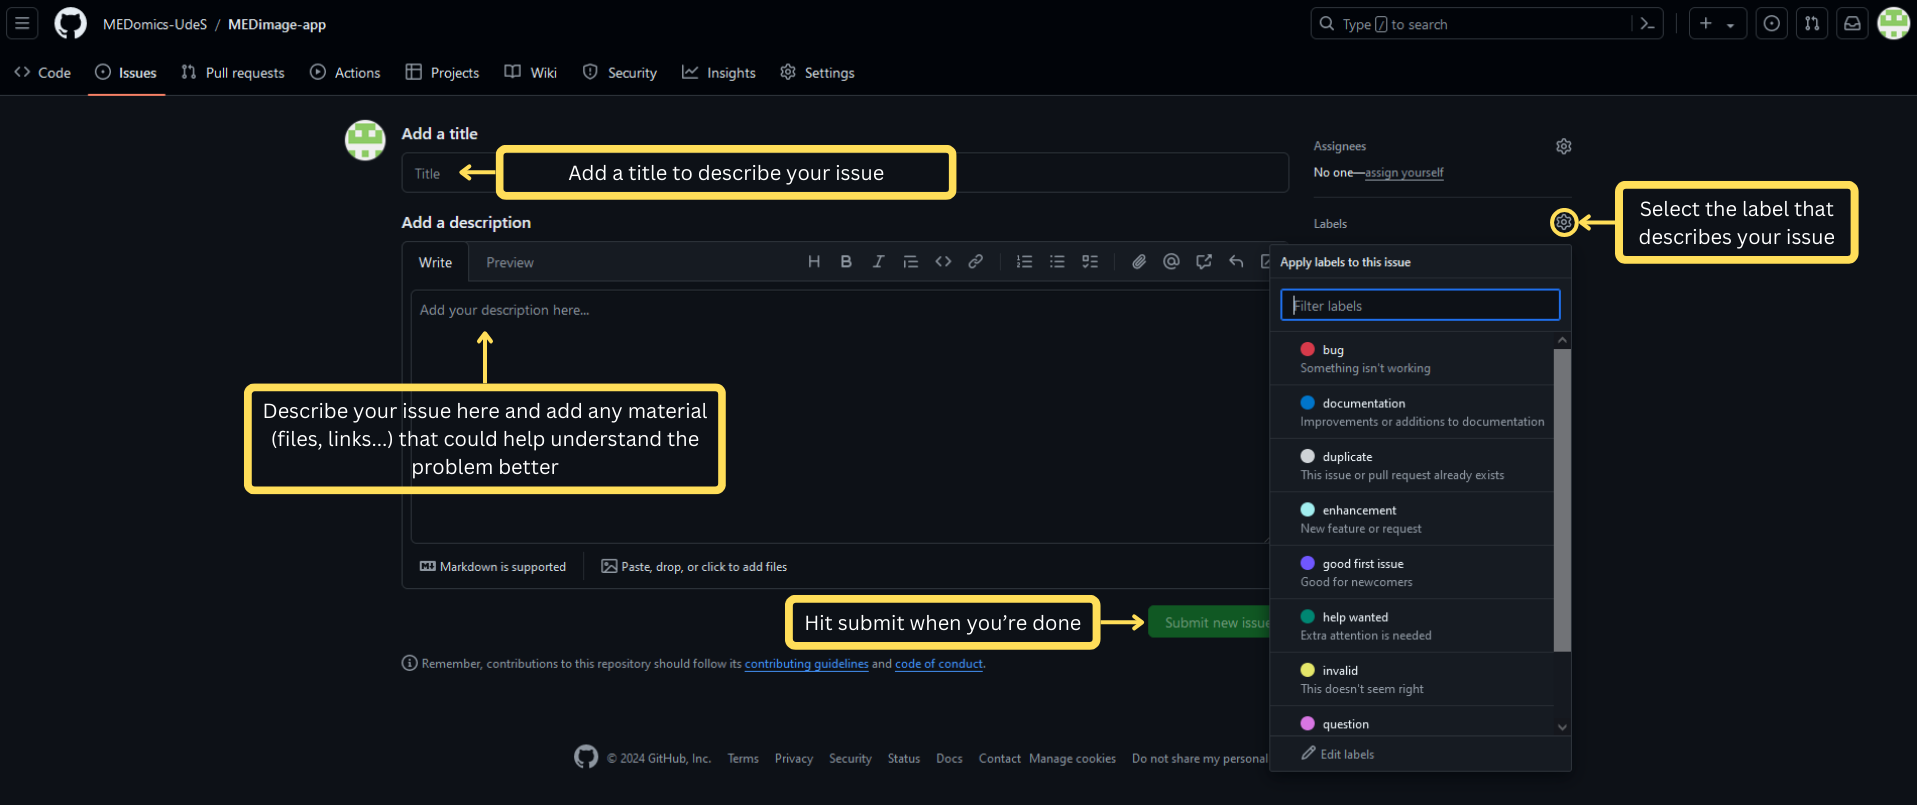 MEDomics-UdeS / MEDimage-app
Type / to search
Code Issues Pull requests Actions Projects Wiki Security Insights Settings
Add a title
Title
Add a title to describe your issue
Assignees
No one—assign yourself
Labels
Select the label that
describes your issue
Add a description
Write Preview
Add your description here...
Describe your issue here and add any material
(files, links...) that could help understand the
problem better
Markdown is supported
Paste, drop, or click to add files
Hit submit when you're done
Submit new issue
Remember, contributions to this repository should follow its contributing guidelines and code of conduct.
Apply labels to this issue
Filter labels
bug
Something isn't working
documentation
Improvements or additions to documentation
duplicate
This issue or pull request already exists
enhancement
New feature or request
good first issue
Good for newcomers
help wanted
Extra attention is needed
invalid
This doesn't seem right
question
Edit labels
© 2024 GitHub, Inc. Terms Privacy Security Status Docs Contact Manage cookies Do not share my personal